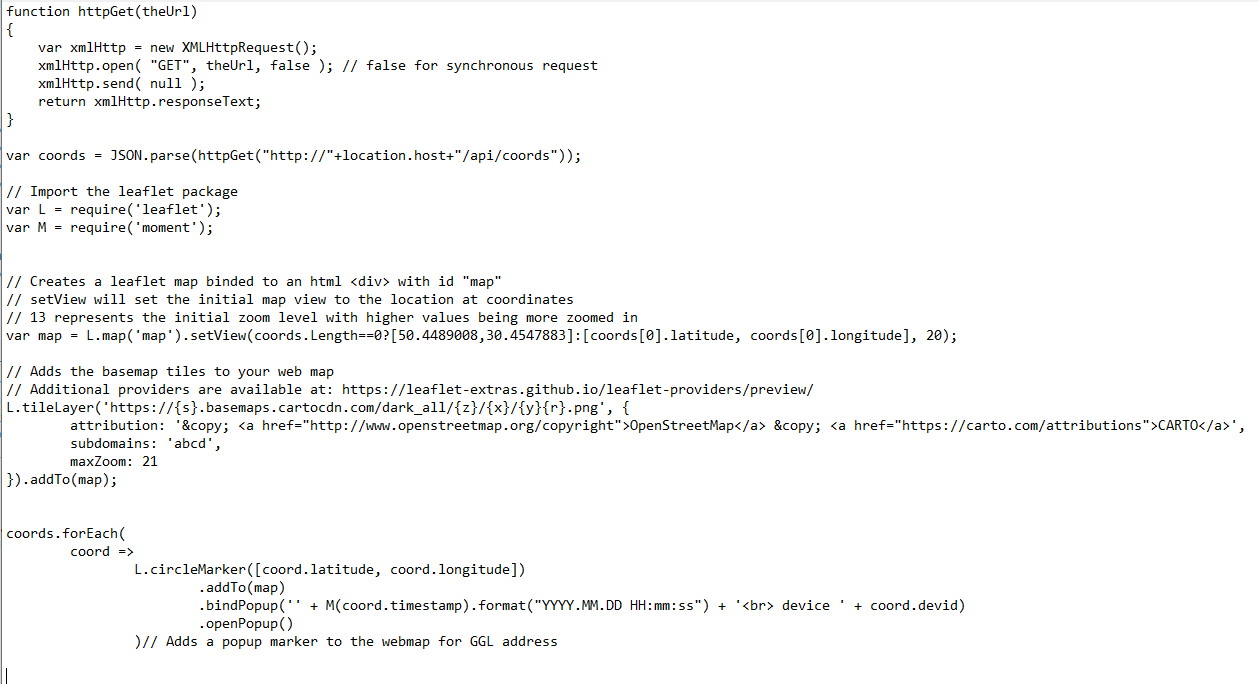 function httpGet(theUrl)
{
    var xmlHttp = new XMLHttpRequest();
    xmlHttp.open( "GET", theUrl, false ); // false for synchronous request
    xmlHttp.send( null );
    return xmlHttp.responseText;
}
var coords = JSON.parse(httpGet("http://"+location.host+"/api/coords"));
// Import the leaflet package
var L = require('leaflet');
var M = require('moment');
// Creates a leaflet map binded to an html <div> with id "map"
// setView will set the initial map view to the location at coordinates
// 13 represents the initial zoom level with higher values being more zoomed in
var map = L.map('map').setView(coords.Length==0?[50.4489008,30.4547883]:[coords[0].latitude, coords[0].longitude], 20);
// Adds the basemap tiles to your web map
// Additional providers are available at: https://leaflet-extras.github.io/leaflet-providers/preview/
L.tileLayer('https://{s}.basemaps.cartocdn.com/dark_all/{z}/{x}/{y}{r}.png', {
        attribution: '&copy; <a href="http://www.openstreetmap.org/copyright">OpenStreetMap</a> &copy; <a href="https://carto.com/attributions">CARTO</a>',
        subdomains: 'abcd',
        maxZoom: 21
}).addTo(map);
coords.forEach(
        coord =>
                L.circleMarker([coord.latitude, coord.longitude])
                        .addTo(map)
                        .bindPopup('' + M(coord.timestamp).format("YYYY.MM.DD HH:mm:ss") + '<br> device ' + coord.devid)
                        .openPopup()
                )// Adds a popup marker to the webmap for GGL address